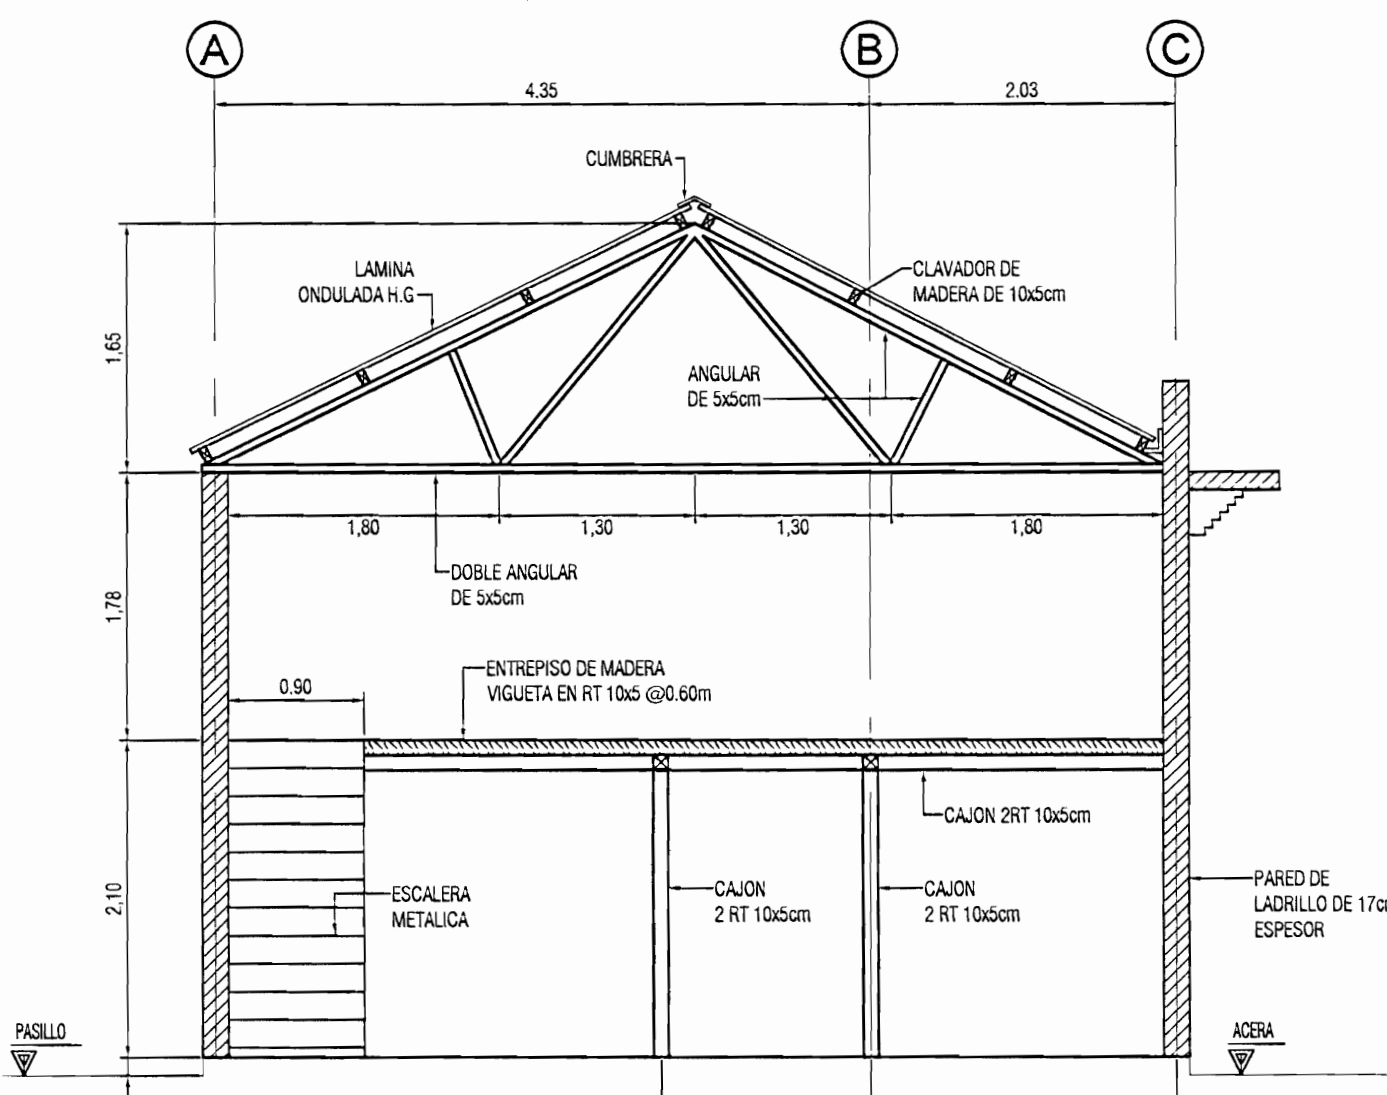 A
B
C
4.35
2.03
CUMBRERA
LAMINA
ONDULADA H.G
CLAVADOR DE
MADERA DE 10x5cm
1,65
ANGULAR
DE 5x5cm
1,80
1,30
1,30
1,80
DOBLE ANGULAR
DE 5x5cm
1,78
ENTREPISO DE MADERA
VIGUETA EN RT 10x5 @0.60m
0.90
CAJON 2RT 10x5cm
2,10
ESCALERA
METALICA
CAJON
2 RT 10x5cm
CAJON
2 RT 10x5cm
PARED DE
LADRILLO DE 17c
ESPESOR
PASILLO
ACERA